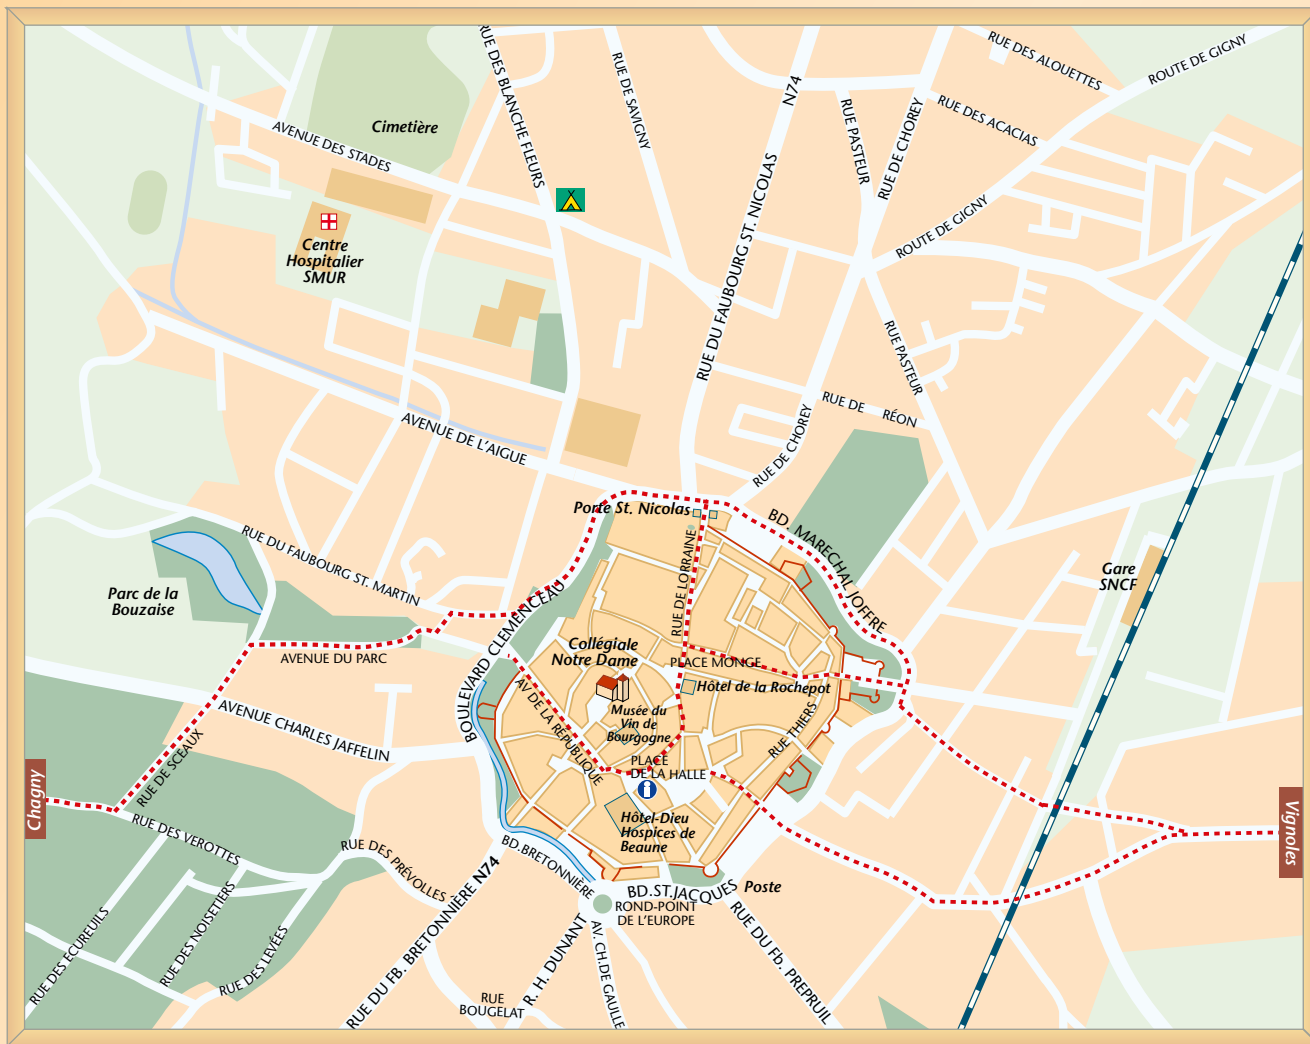 RUE DES BLANCHE FLEURS
RUE DE SAVIGNY
N74
RUE DES ALOUETTES
ROUTE DE GIGNY
RUE PASTEUR
RUE DE CHOREY
RUE DES ACACIAS
Cimetière
AVENUE DES STADES
RUE DU FAUBOURG ST. NICOLAS
ROUTE DE GIGNY
Centre
Hospitalier
SMUR
RUE PASTEUR
RUE DE RÉON
AVENUE DE L'AIGUE
RUE DE CHOREY
Porte St. Nicolas
BD. MARECHAL JOFFRE
RUE DU FAUBOURG ST. MARTIN
RUE DE LORRAINE
Gare
SNCF
Parc de la
Bouzaise
BOULEVARD CLEMENCEAU
Collégiale
Notre Dame
AVENUE DU PARC
PLACE MONGE
Hôtel de la Rochepot
AV DE LA REPUBLIQUE
Musée du
Vin de
Bourgogne
AVENUE CHARLES JAFFELIN
RUE THIERS
RUE DE SCEAUX
PLACE
DE LA HALLE
i
Chagny
Vignoles
Hôtel-Dieu
Hospices de
Beaune
RUE DES VEROTTES
RUE DES PRÉVOLLES
BD.BRETONNIÈRE
BD.ST.JACQUES
Poste
ROND-POINT
DE L'EUROPE
RUE DU FB. BRETONNIERE N74
RUE DES ECUREUILS
RUE DES NOISETIERS
RUE DES LEVÉES
R. H. DUNANT
AV. CH.DE GAULLE
RUE DU Fb. PREPRUIL
RUE
BOUGELAT